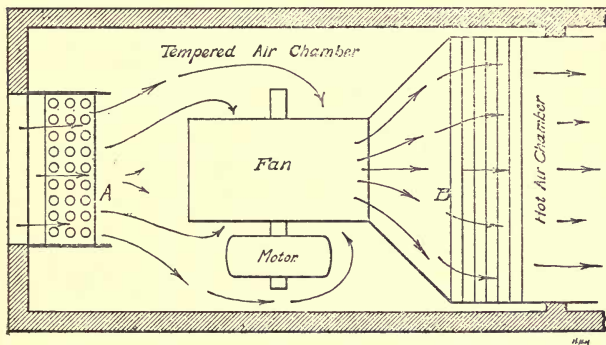 Tempered Air Chamber
A
Fan
Motor.
B
Hot Air Chamber